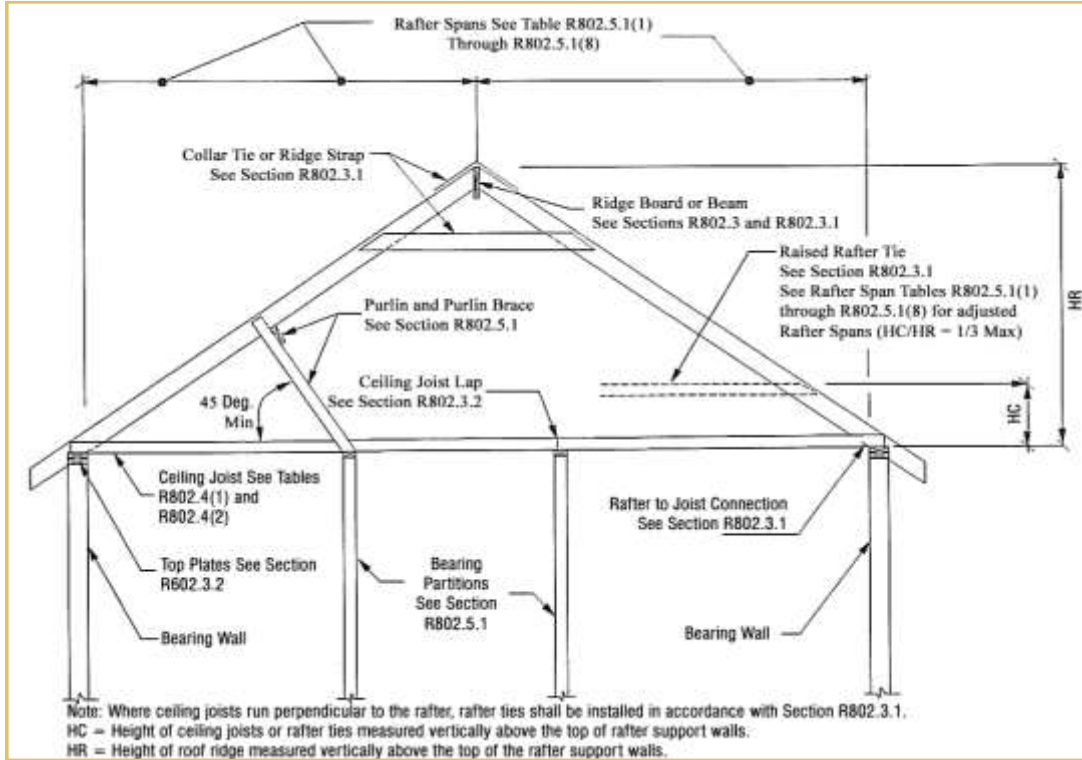 Rafter Spans See Table R802.5.1(1)
Through R802.5.1(8)
Collar Tie or Ridge Strap
See Section R802.3.1
Ridge Board or Beam
See Sections R802.3 and R802.3.1
Raised Rafter Tie
See Section R802.3.1
See Rafter Span Tables R802.5.1(1)
through R802.5.1(8) for adjusted
Rafter Spans (HC/HR = 1/3 Max)
HR
Purlin and Purlin Brace
See Section R802.5.1
Ceiling Joist Lap
See Section R802.3.2
45 Deg.
Min
HC
Ceiling Joist See Tables
R802.4(1) and
R802.4(2)
Rafter to Joist Connection
See Section R802.3.1
Top Plates See Section
R602.3.2
Bearing
Partitions
See Section
R802.5.1
Bearing Wall
Bearing Wall
Note: Where ceiling joists run perpendicular to the rafter, rafter ties shall be installed in accordance with Section R802.3.1.
HC = Height of ceiling joists or rafter ties measured vertically above the top of rafter support walls.
HR = Height of roof ridge measured vertically above the top of the rafter support walls.